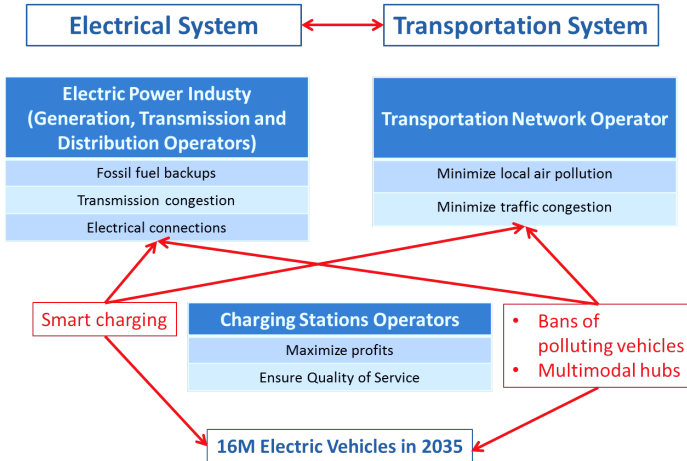 Electrical System
Transportation System
Electric Power Industy
(Generation, Transmission and
Distribution Operators)
Fossil fuel backups
Transmission congestion
Electrical connections
Transportation Network Operator
Minimize local air pollution
Minimize traffic congestion
Smart charging
Charging Stations Operators
Maximize profits
Ensure Quality of Service
• Bans of
polluting vehicles
• Multimodal hubs
16M Electric Vehicles in 2035